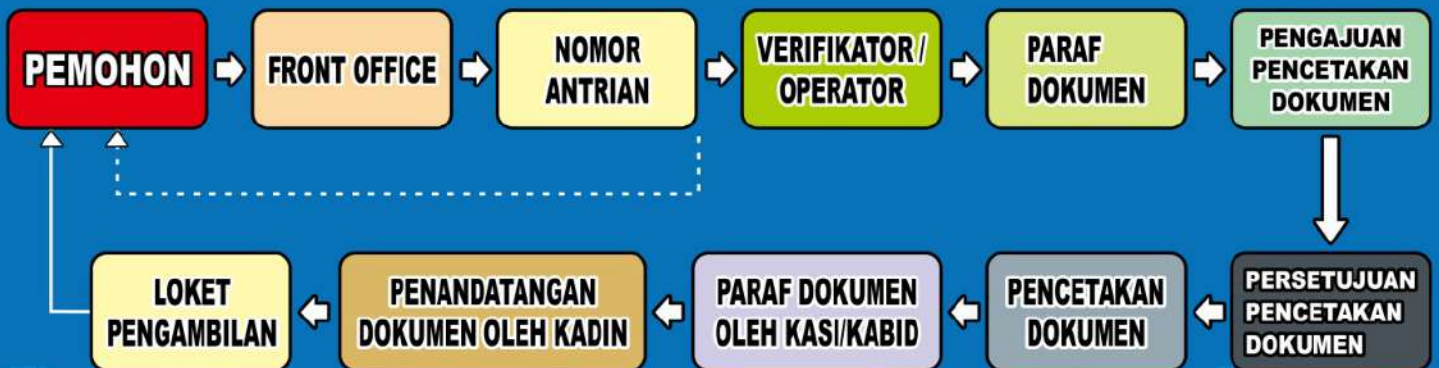 PEMOHON
FRONT OFFICE
NOMOR
ANTRIAN
VERIFIKATOR /
OPERATOR
PARAF
DOKUMEN
PENGAJUAN
PENCETAKAN
DOKUMEN
LOKET
PENGAMBILAN
PENANDATANGAN
DOKUMEN OLEH KADIN
PARAF DOKUMEN
OLEH KASI/KABID
PENCETAKAN
DOKUMEN
PERSETUJUAN
PENCETAKAN
DOKUMEN